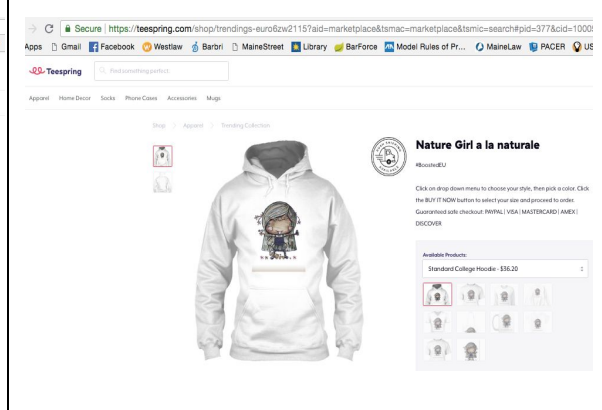 Secure | https://teespring.com/shop/trendings-euro6zw2115?aid=marketplace&tsmac=marketplace&tsmic=search#pid=377&cid=1000
Apps Gmail Facebook Westlaw Barbri MaineStreet Library BarForce Model Rules of Pr... MaineLaw PACER
Teespring Find something perfect
Apparel Home Decor Socks Phone Cases Accessories Mugs
Shop > Apparel > Trending Collection
Nature Girl a la naturale
#BoostedEU
Click on drop down menu to choose your style, then pick a color. Click
the BUY IT NOW button to select your size and proceed to order.
Guaranteed safe checkout: PAYPAL | VISA | MASTERCARD | AMEX |
DISCOVER
Available Products:
Standard College Hoodie - $36.20